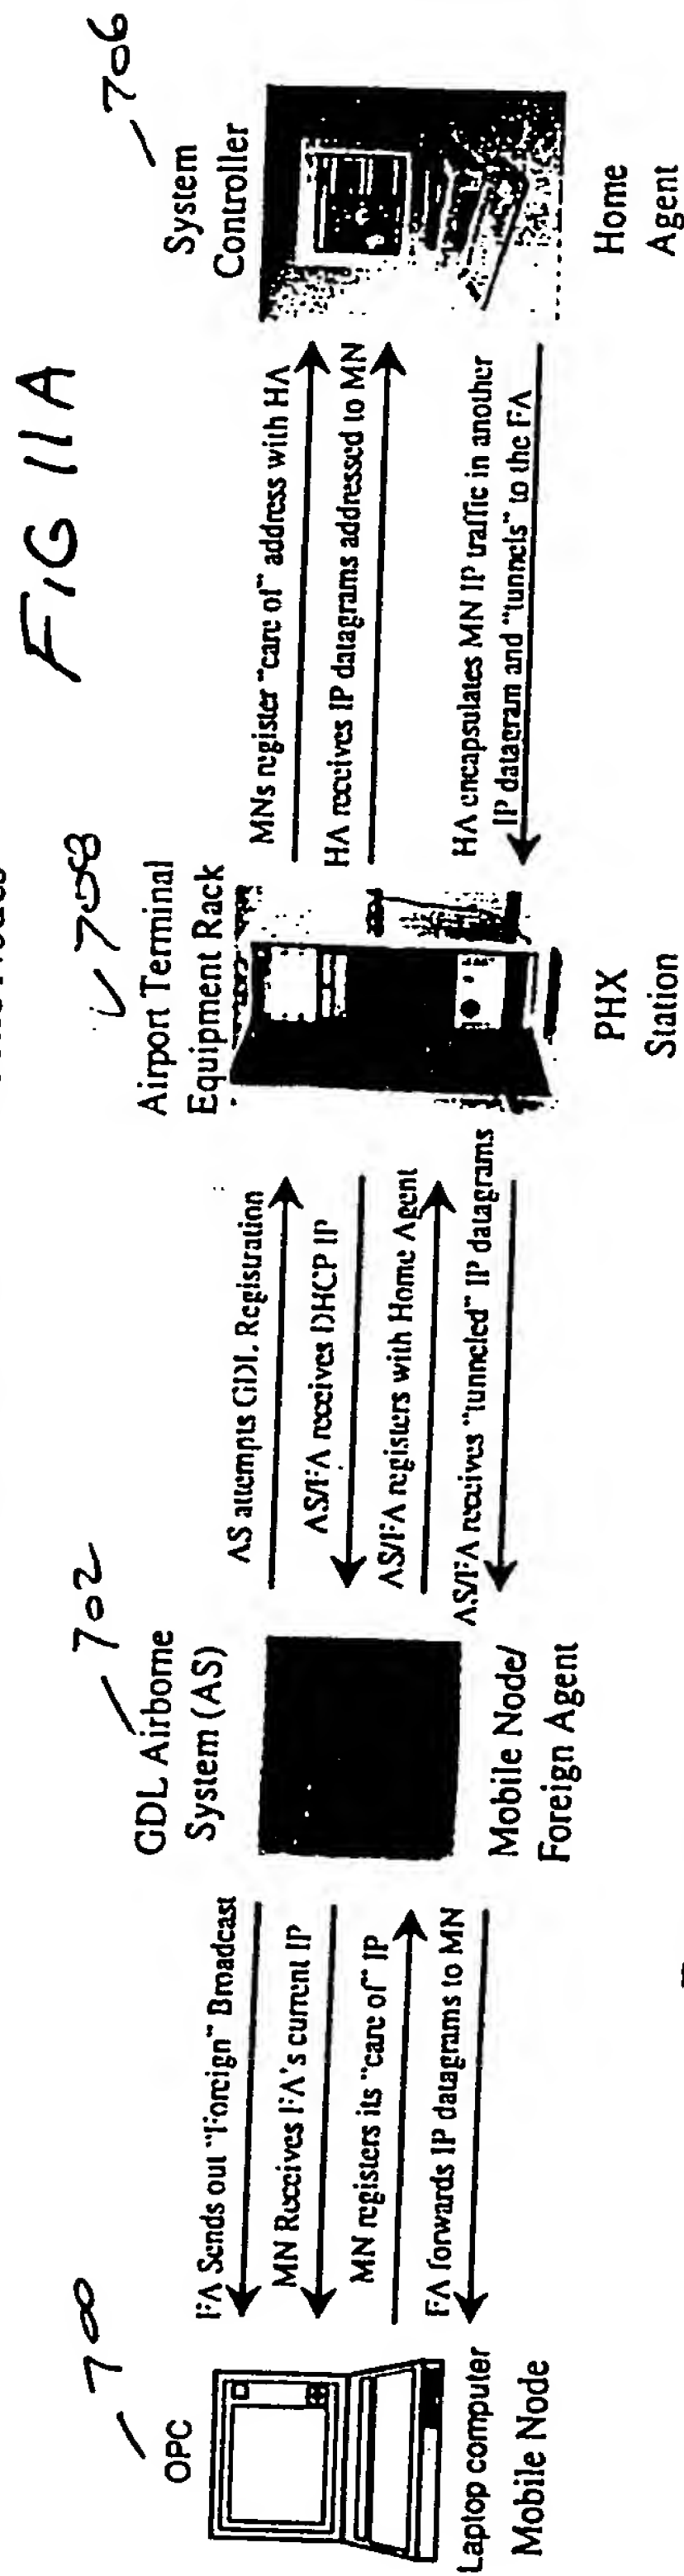 FIG 11A
700
OPC
Laptop computer
Mobile Node
FA Sends out "Foreign" Broadcast
MN Receives FA's current IP
MN registers its "care of" IP
FA forwards IP datagrams to MN
702
GDL Airborne
System (AS)
Mobile Node/
Foreign Agent
AS attempts GDL Registration
AS/FA receives DHCP IP
AS/FA registers with Home Agent
AS/FA receives "tunneled" IP datagrams
708
Airport Terminal
Equipment Rack
PHX
Station
MNs register "care of" address with HA
HA receives IP datagrams addressed to MN
HA encapsulates MN IP traffic in another
IP datagram and "tunnels" to the FA
706
System
Controller
Home
Agent